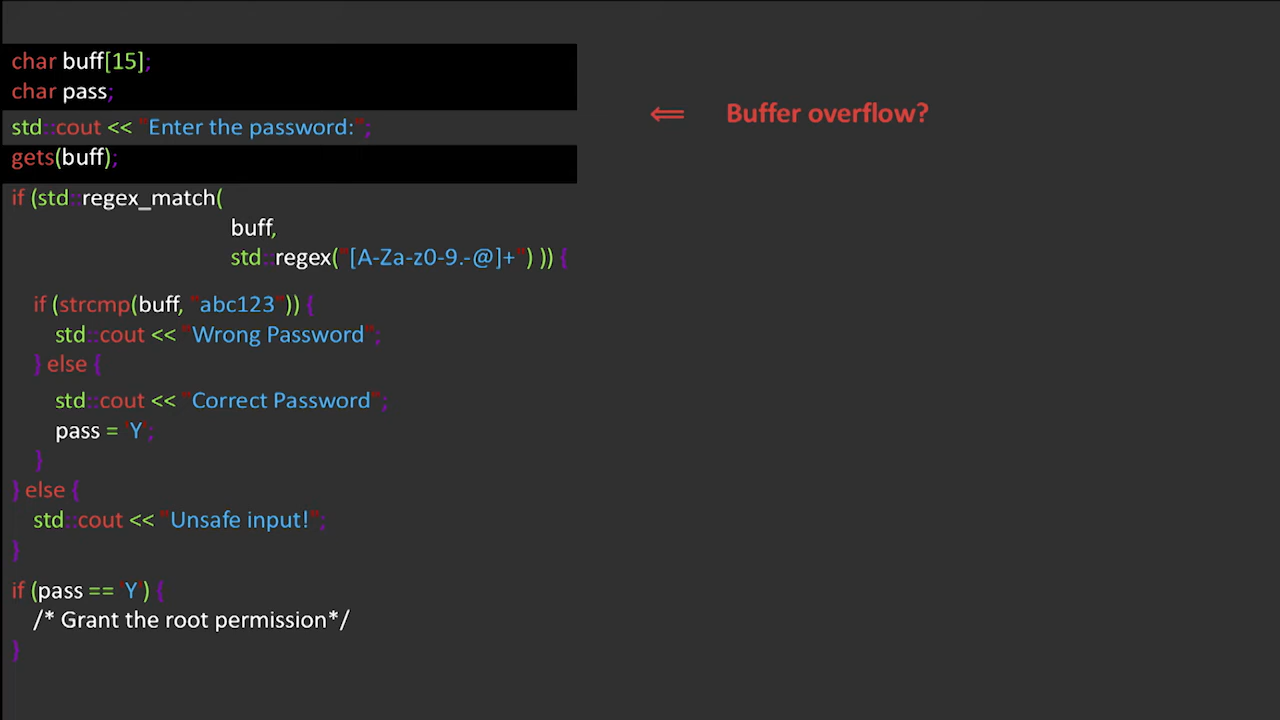 char buff[15];
char pass;
⟸ Buffer overflow?
std::cout << "Enter the password:";
gets(buff);
if (std::regex_match(
buff,
std::regex("[A-Za-z0-9.-@]+") )) {
if (strcmp(buff, "abc123")) {
std::cout << "Wrong Password";
} else {
std::cout << "Correct Password";
pass = 'Y';
}
} else {
std::cout << "Unsafe input!";
}
if (pass == 'Y') {
/* Grant the root permission*/
}